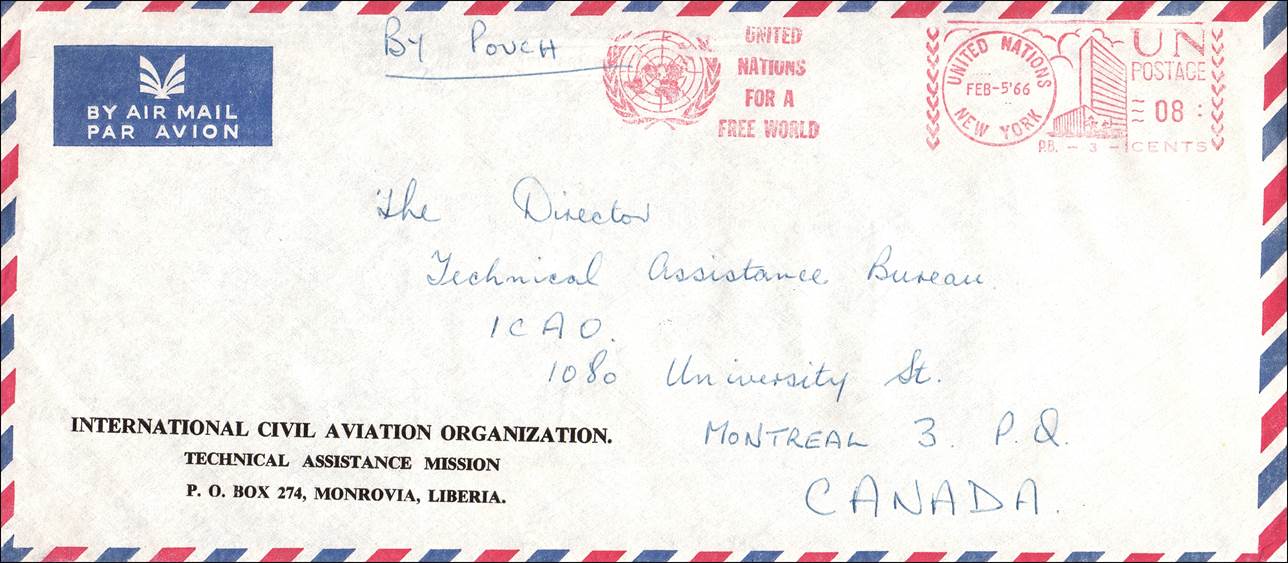 By Pouch
BY AIR MAIL
PAR AVION
UNITED
NATIONS
FOR A
FREE WORLD
UNITED NATIONS
FEB-5'66
NEW YORK
UN
POSTAGE
08
P.B. - 3 - CENTS
The Director
Technical Assistance Bureau
ICAO.
1080 University St.
MONTREAL 3. P.Q.
CANADA.
INTERNATIONAL CIVIL AVIATION ORGANIZATION.
TECHNICAL ASSISTANCE MISSION
P. O. BOX 274, MONROVIA, LIBERIA.